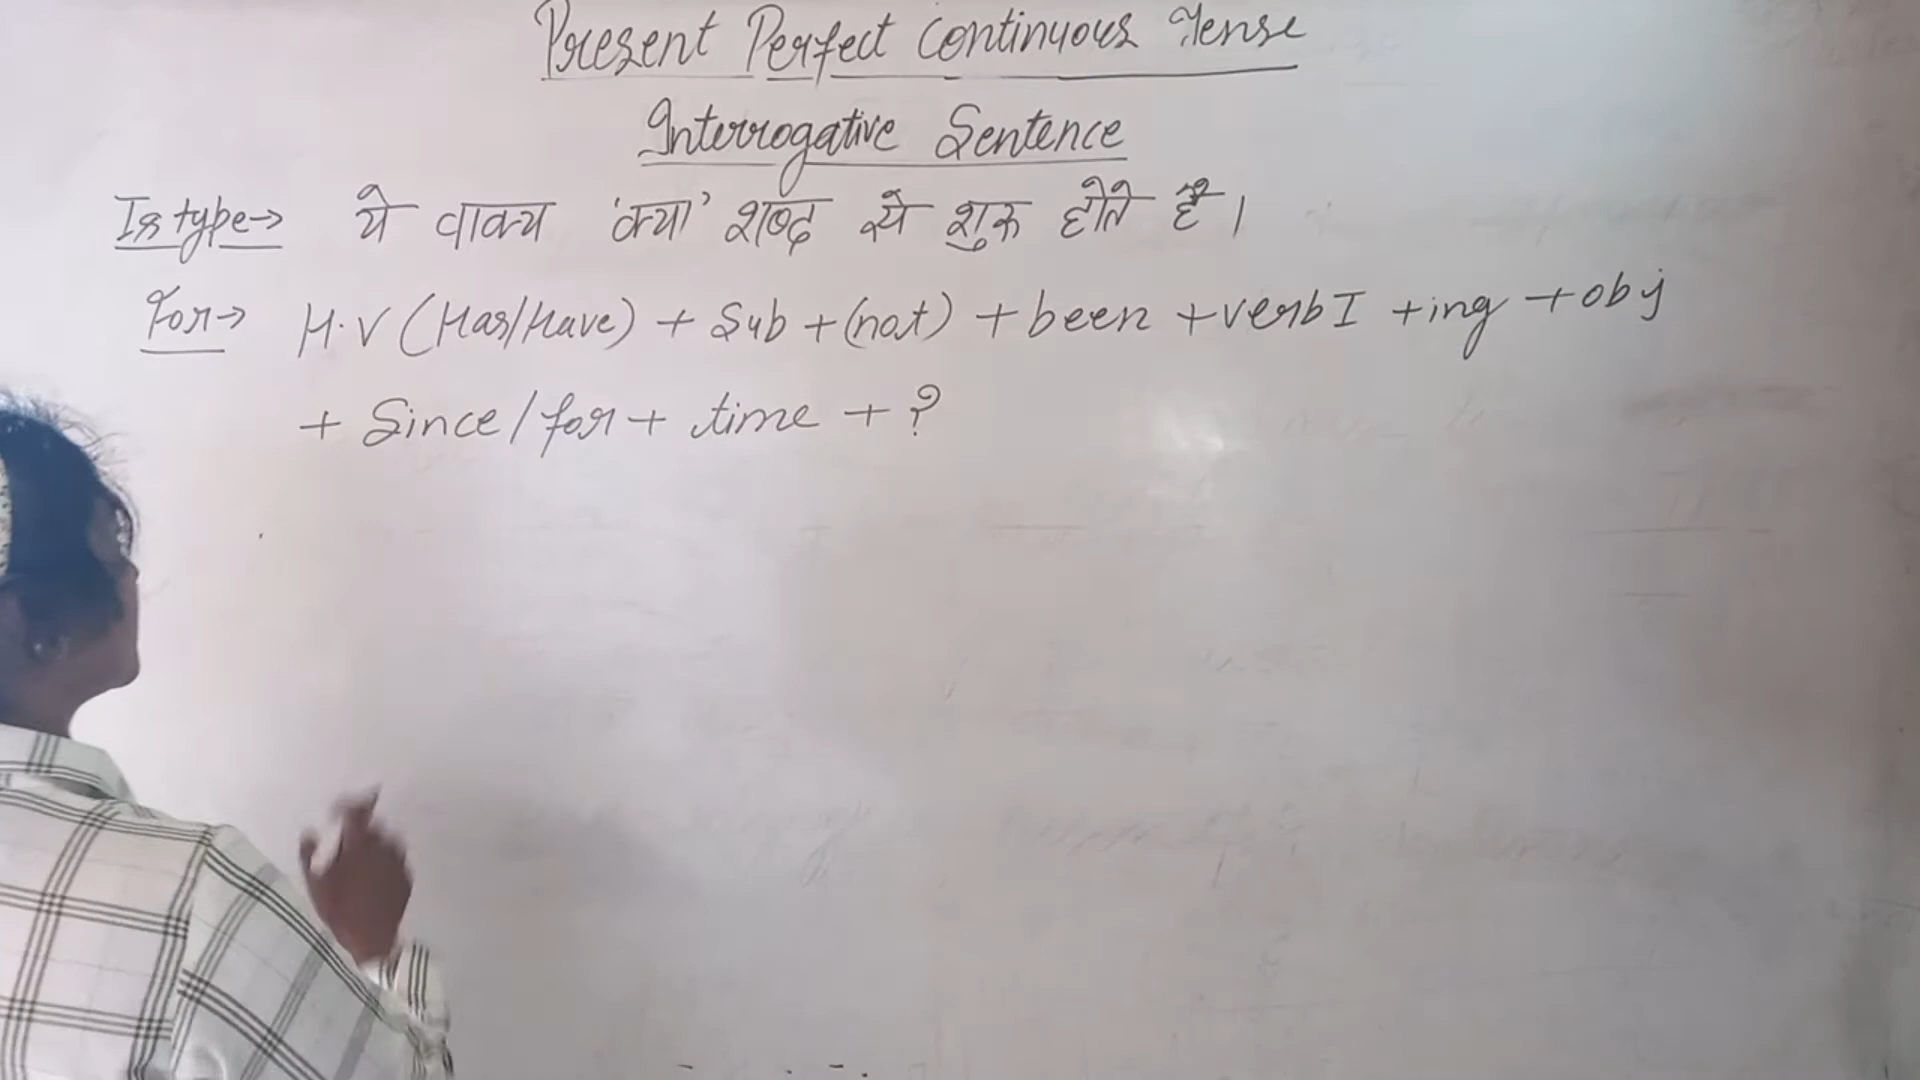 Present Perfect Continuous Tense
Interrogative Sentence
Is type→ ये वाक्य 'क्या' शब्द से शुरू होते हैं।
For→ H.V (Has/Have) + Sub + (not) + been + verb I + ing + obj
+ Since / for + time + ?